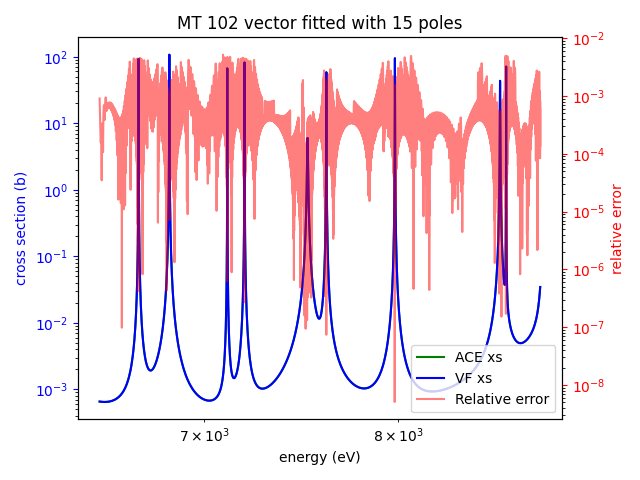 MT 102 vector fitted with 15 poles
10²
10¹
10⁰
10⁻¹
10⁻²
10⁻³
cross section (b)
10⁻²
10⁻³
10⁻⁴
10⁻⁵
10⁻⁶
10⁻⁷
10⁻⁸
relative error
ACE xs
VF xs
Relative error
7 × 10³
8 × 10³
energy (eV)